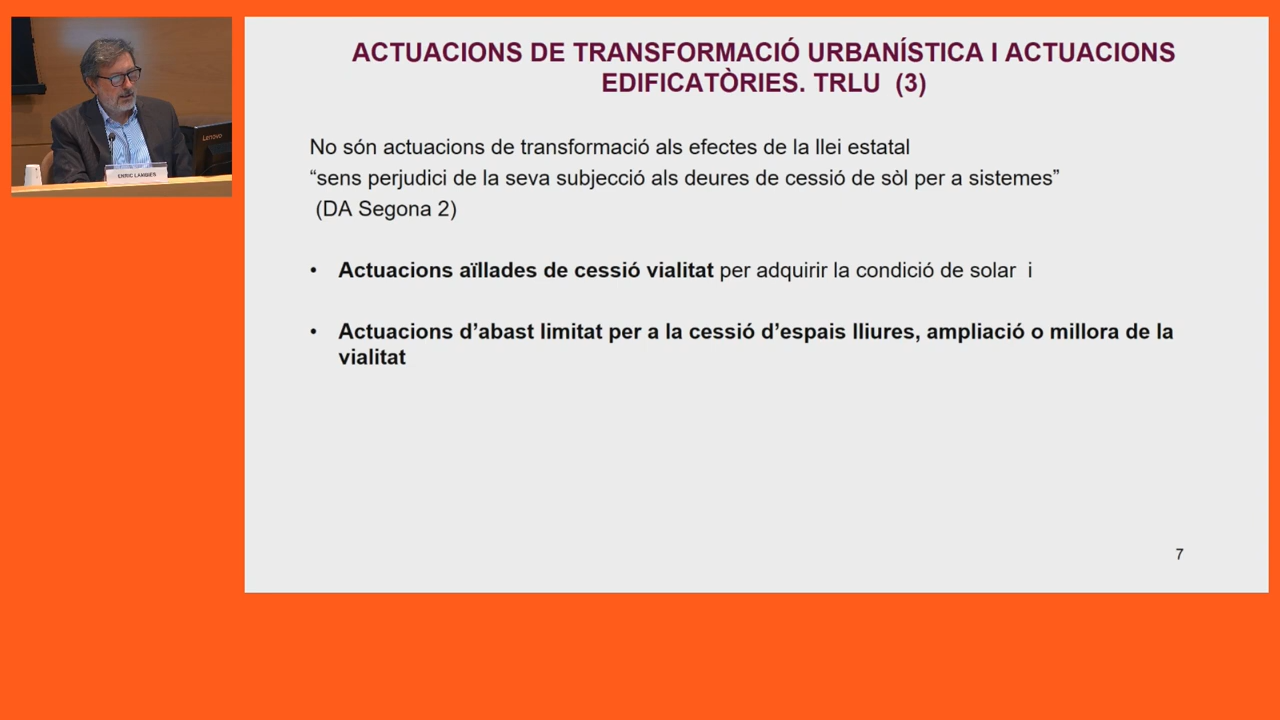 Lenovo
ENRIC LAMBIES
ACTUACIONS DE TRANSFORMACIÓ URBANÍSTICA I ACTUACIONS
EDIFICATÒRIES. TRLU (3)
No són actuacions de transformació als efectes de la llei estatal
“sens perjudici de la seva subjecció als deures de cessió de sòl per a sistemes”
(DA Segona 2)
• Actuacions aïllades de cessió vialitat per adquirir la condició de solar i
• Actuacions d’abast limitat per a la cessió d’espais lliures, ampliació o millora de la
vialitat
7